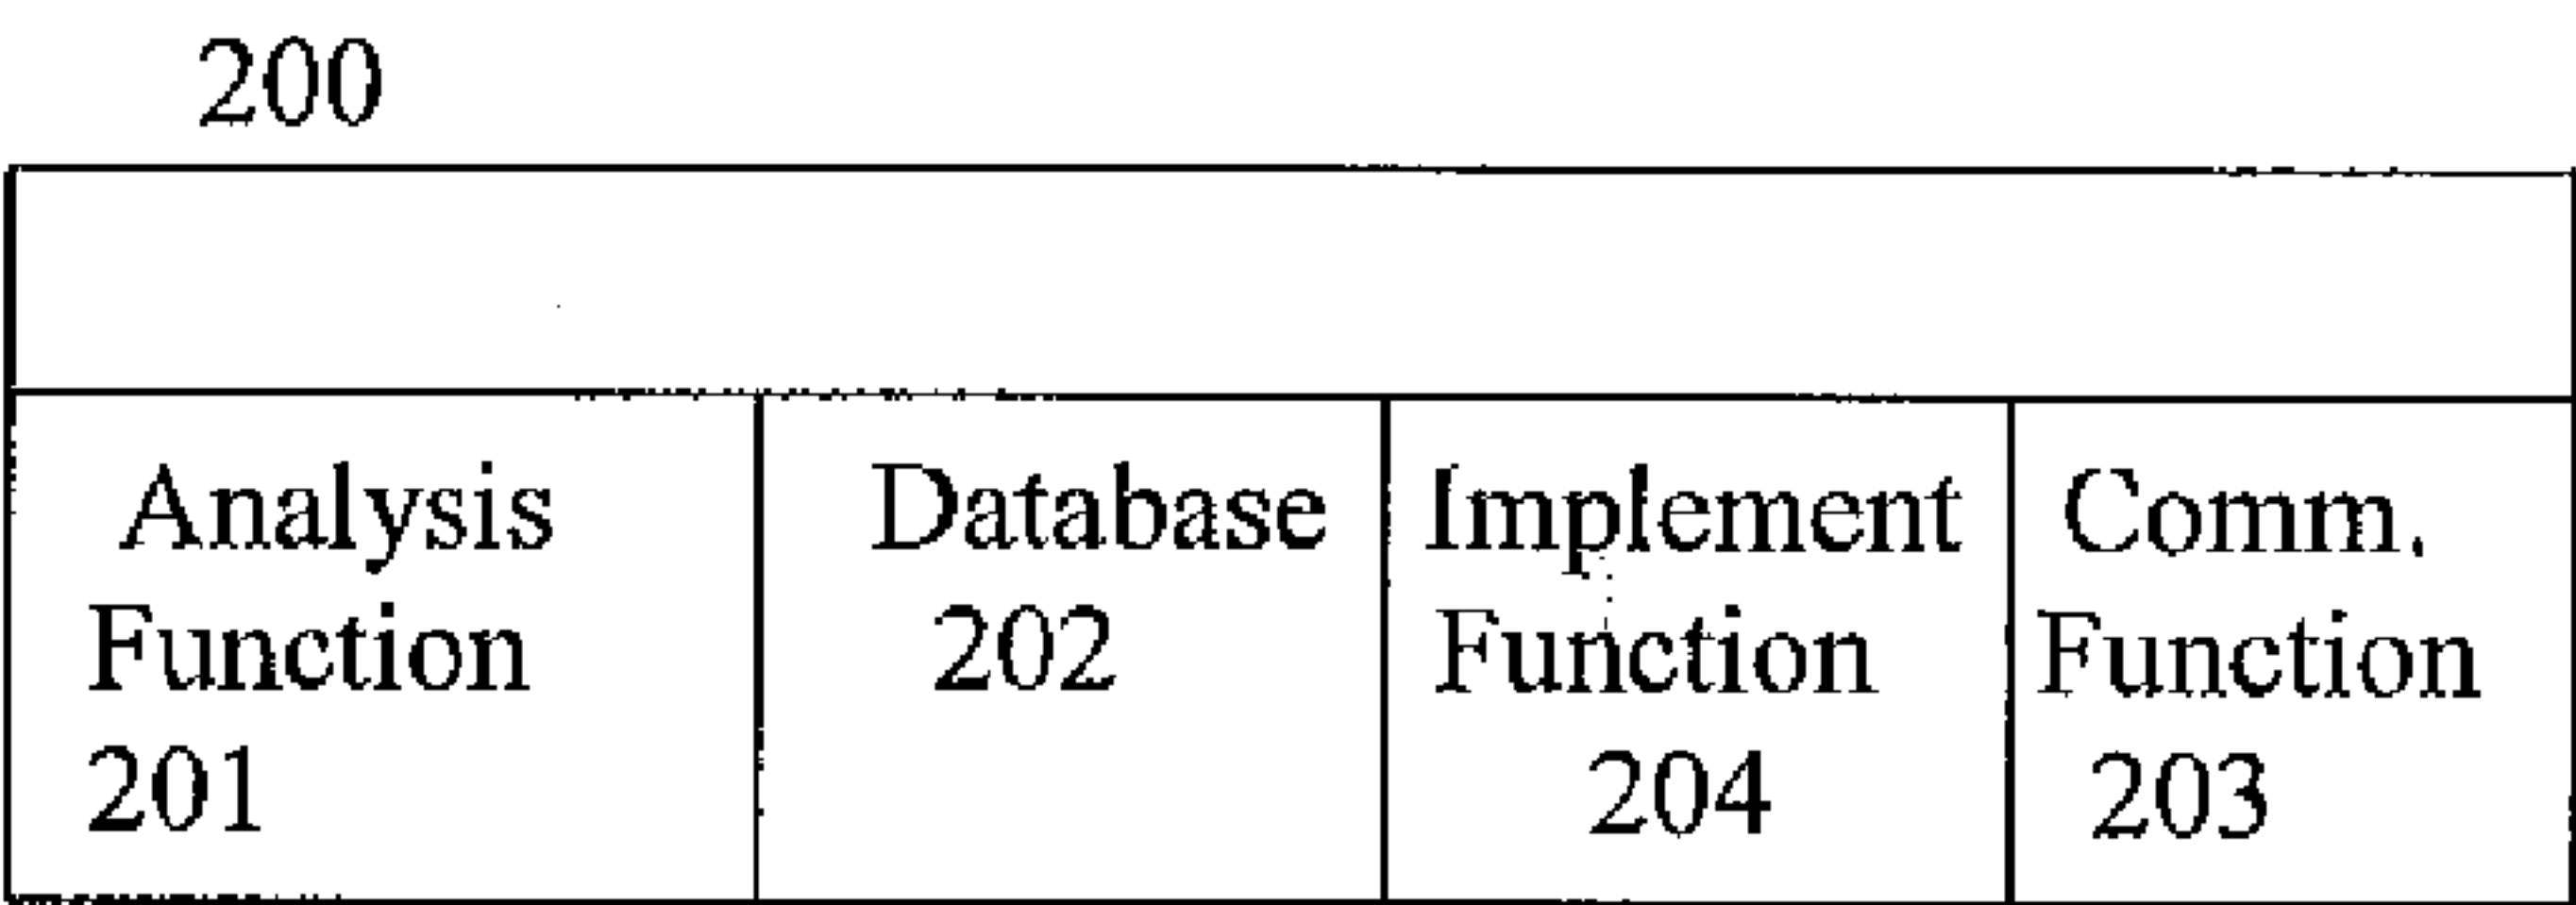 200
Analysis
Function
201
Database
202
Implement
Function
204
Comm.
Function
203